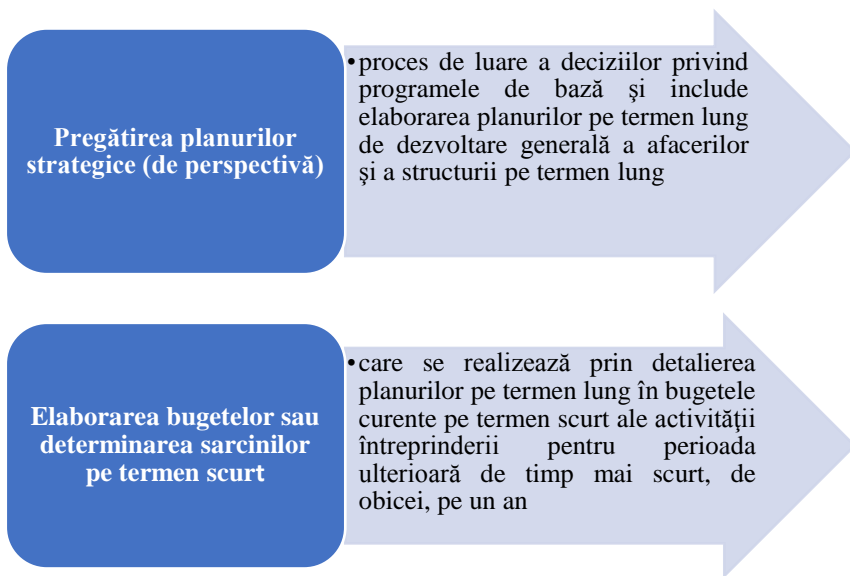 Pregătirea planurilor
strategice (de perspectivă)
•proces de luare a deciziilor privind
programele de bază şi include
elaborarea planurilor pe termen lung
de dezvoltare generală a afacerilor
şi a structurii pe termen lung
Elaborarea bugetelor sau
determinarea sarcinilor
pe termen scurt
•care se realizează prin detalierea
planurilor pe termen lung în bugetele
curente pe termen scurt ale activităţii
întreprinderii pentru perioada
ulterioară de timp mai scurt, de
obicei, pe un an